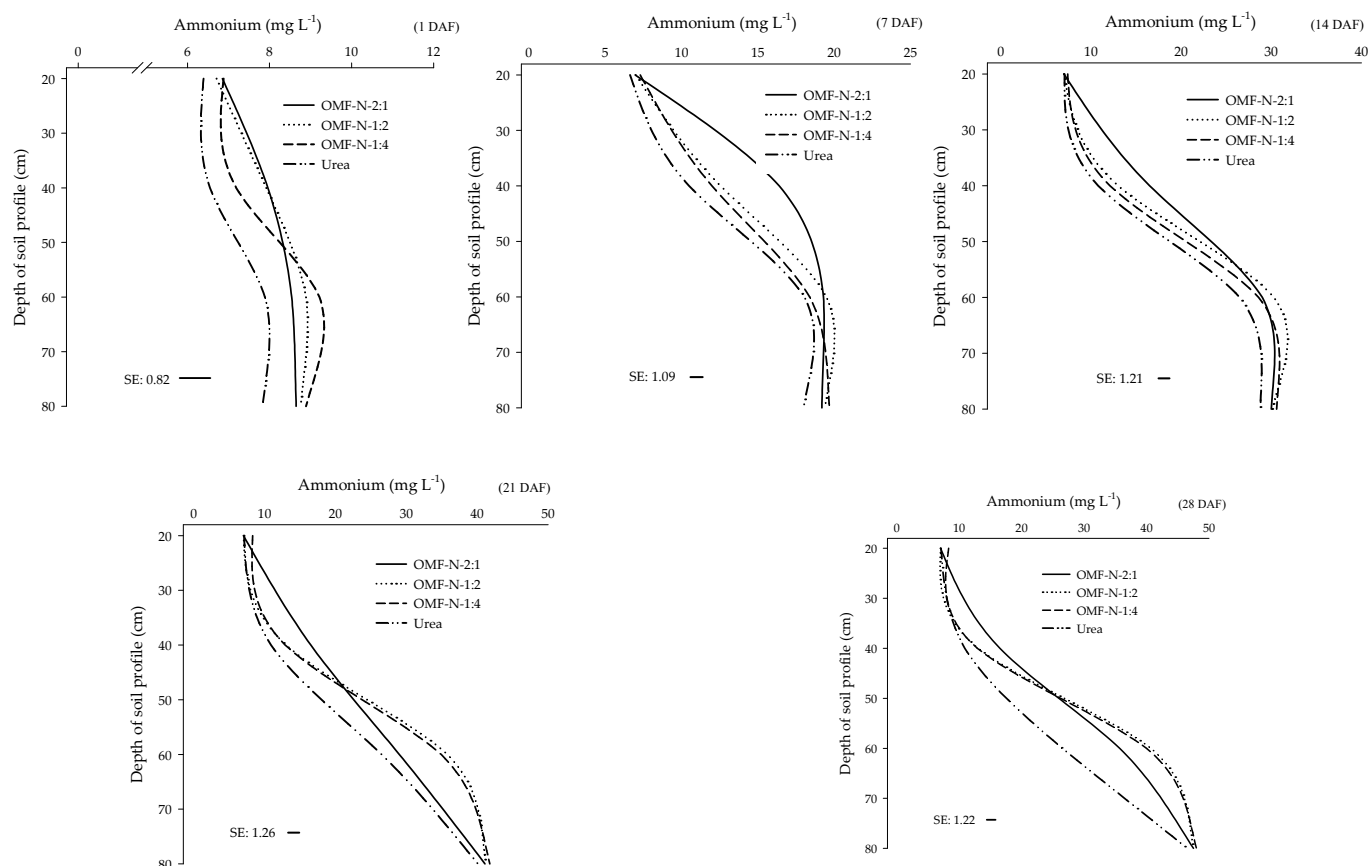 Ammonium (mg L⁻¹) (1 DAF)
0 6 8 10 12
Depth of soil profile (cm)
20
30
40
50
60
70
80
OMF-N-2:1
OMF-N-1:2
OMF-N-1:4
Urea
SE: 0.82
Ammonium (mg L⁻¹) (7 DAF)
0 5 10 15 20 25
Depth of soil profile (cm)
20
30
40
50
60
70
80
OMF-N-2:1
OMF-N-1:2
OMF-N-1:4
Urea
SE: 1.09
Ammonium (mg L⁻¹) (14 DAF)
0 10 20 30 40
Depth of soil profile (cm)
20
30
40
50
60
70
80
OMF-N-2:1
OMF-N-1:2
OMF-N-1:4
Urea
SE: 1.21
Ammonium (mg L⁻¹) (21 DAF)
0 10 20 30 40 50
Depth of soil profile (cm)
20
30
40
50
60
70
80
OMF-N-2:1
OMF-N-1:2
OMF-N-1:4
Urea
SE: 1.26
Ammonium (mg L⁻¹) (28 DAF)
0 10 20 30 40 50
Depth of soil profile (cm)
20
30
40
50
60
70
80
OMF-N-2:1
OMF-N-1:2
OMF-N-1:4
Urea
SE: 1.22